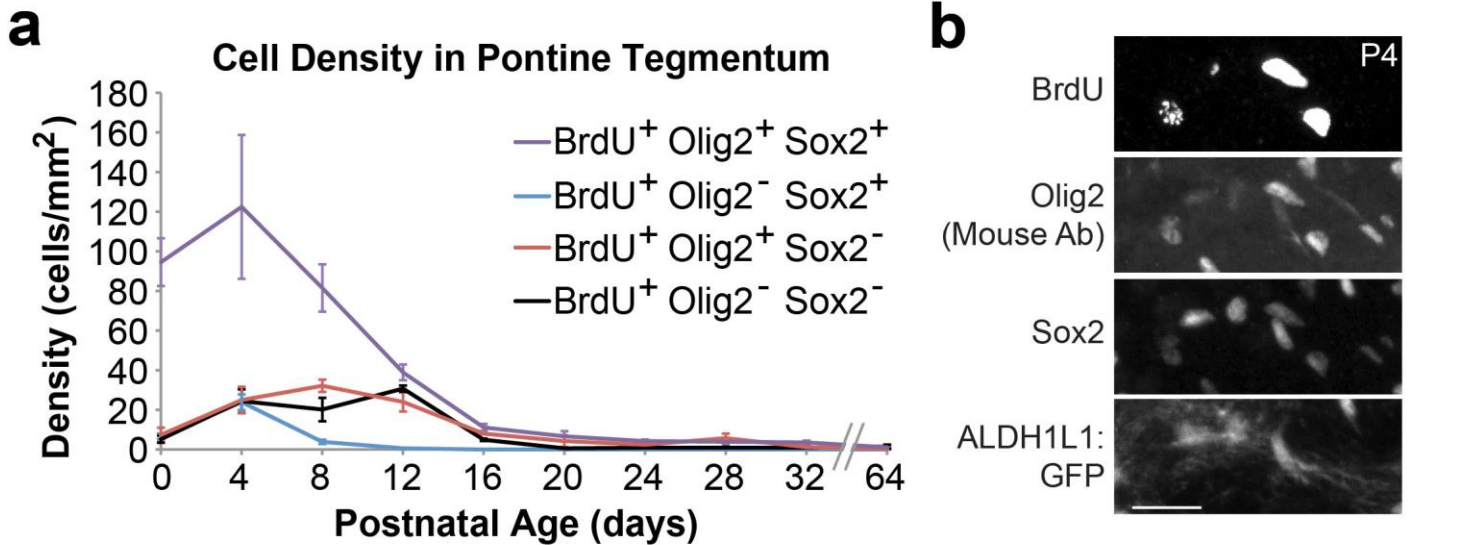 a
Cell Density in Pontine Tegmentum
180
160
140
120
100
80
60
40
20
0
Density (cells/mm²)
BrdU⁺ Olig2⁺ Sox2⁺
BrdU⁺ Olig2⁻ Sox2⁺
BrdU⁺ Olig2⁺ Sox2⁻
BrdU⁺ Olig2⁻ Sox2⁻
0 4 8 12 16 20 24 28 32 64
Postnatal Age (days)
b
P4
BrdU
Olig2
(Mouse Ab)
Sox2
ALDH1L1:
GFP